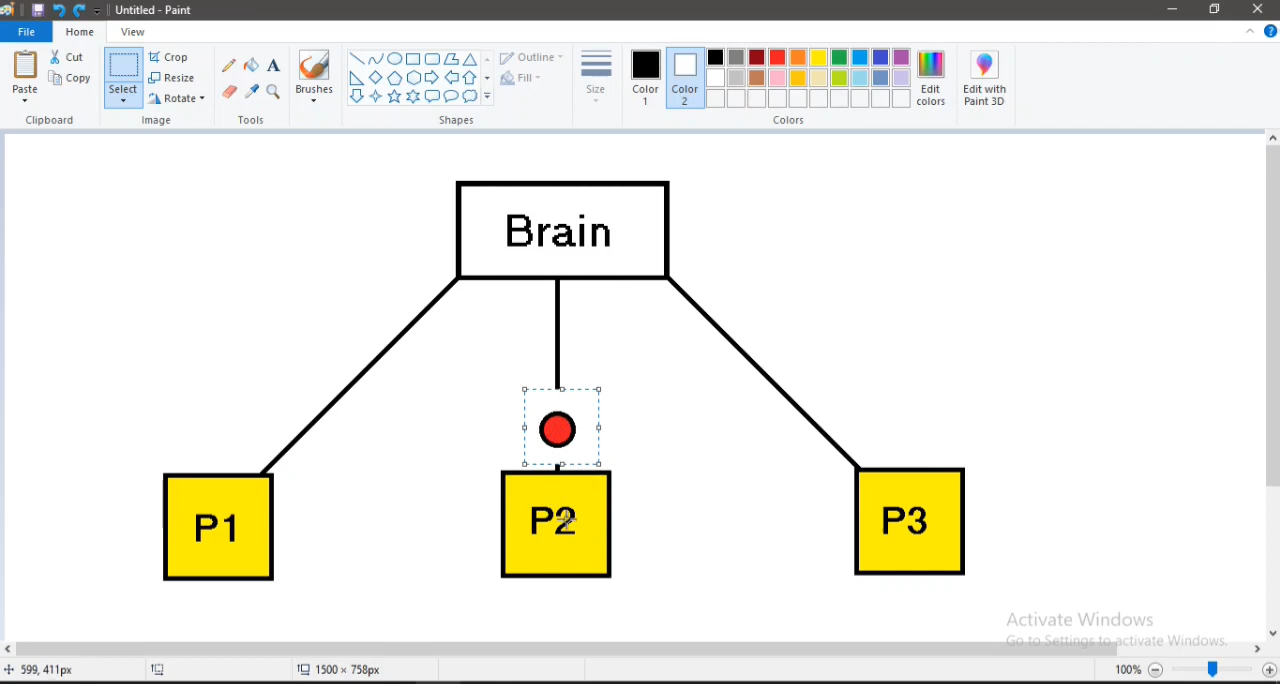 Untitled - Paint
File Home View
Paste
Cut
Copy
Clipboard
Select
Crop
Resize
Rotate
Image
A
Tools
Brushes
Outline
Fill
Shapes
Size
Color 1
Color 2
Edit colors
Colors
Edit with Paint 3D
Brain
P1 P2 P3
Activate Windows
Go to Settings to activate Windows.
599, 411px
1500 × 758px
100%